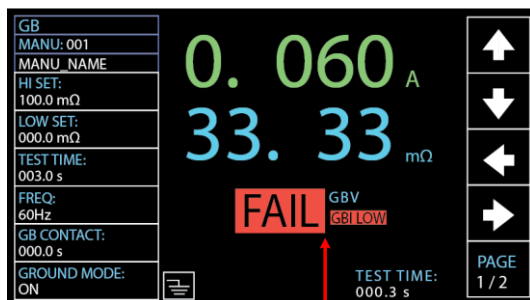 GB
MANU: 001
MANU_NAME
HI SET:
100.0 mΩ
LOW SET:
000.0 mΩ
TEST TIME:
003.0 s
FREQ:
60Hz
GB CONTACT:
000.0 s
GROUND MODE:
ON
0. 060 A
33. 33 mΩ
FAIL
GBV
GBI LOW
TEST TIME:
000.3 s
PAGE
1 / 2